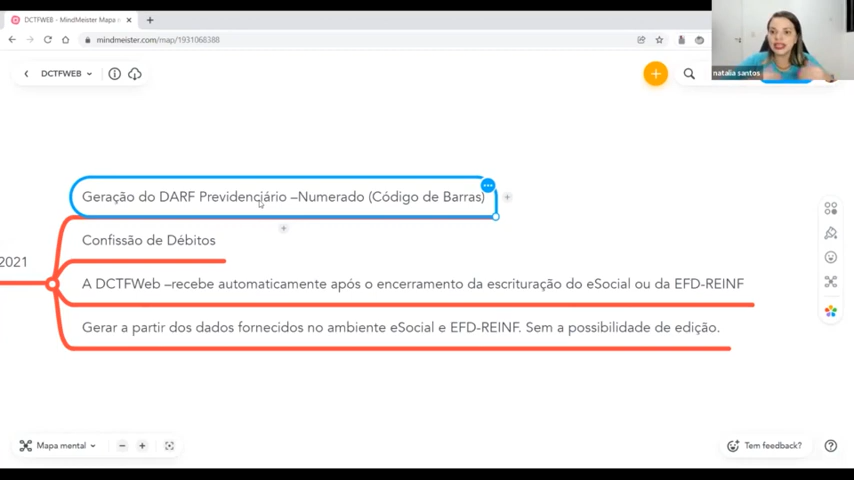 DCTFWEB - MindMeister Mapa m
mindmeister.com/map/1931068388
natalia santos
DCTFWEB
Geração do DARF Previdenciário –Numerado (Código de Barras)
Confissão de Débitos
2021
A DCTFWeb –recebe automaticamente após o encerramento da escrituração do eSocial ou da EFD-REINF
Gerar a partir dos dados fornecidos no ambiente eSocial e EFD-REINF. Sem a possibilidade de edição.
Mapa mental
Tem feedback?